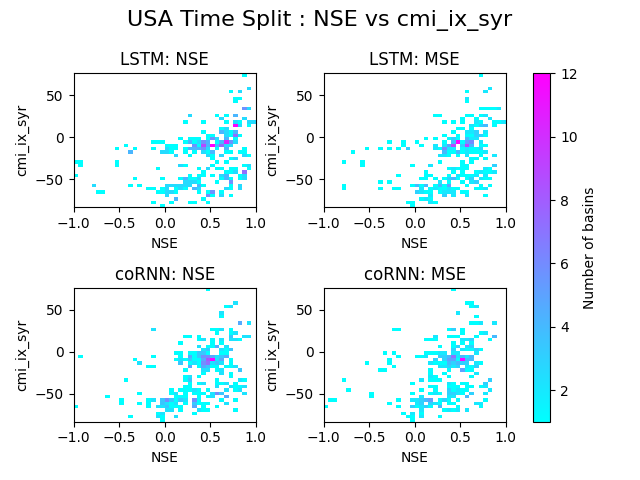 USA Time Split : NSE vs cmi_ix_syr
LSTM: NSE
LSTM: MSE
cmi_ix_syr
50
0
−50
−1.0 −0.5 0.0 0.5 1.0
NSE
cmi_ix_syr
50
0
−50
−1.0 −0.5 0.0 0.5 1.0
NSE
coRNN: NSE
coRNN: MSE
cmi_ix_syr
50
0
−50
−1.0 −0.5 0.0 0.5 1.0
NSE
cmi_ix_syr
50
0
−50
−1.0 −0.5 0.0 0.5 1.0
NSE
12
10
8
6
4
2
Number of basins